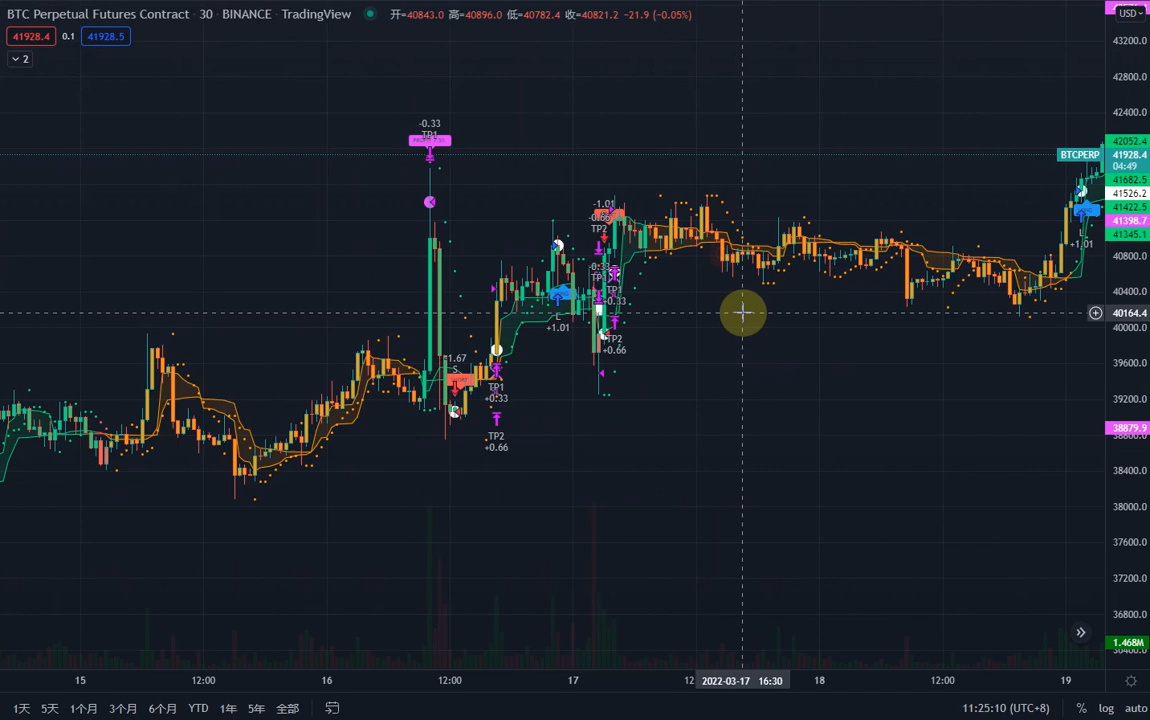 BTC Perpetual Futures Contract · 30 · BINANCE · TradingView 开=40843.0 高=40896.0 低=40782.4 收=40821.2 −21.9 (−0.05%)
USD
41928.4 0.1 41928.5
2
43200.0
42800.0
42400.0
-0.33
TP1
42052.4
BTCPERP 41928.4
04:49
41682.5
41526.2
41422.5
41398.7
41345.1
-1.01
-0.66
TP2
L
+1.01
40800.0
-0.33
TP1
TP1
-0.33
40400.0
40164.4
L
+1.01
40000.0
TP2
+0.66
-1.67
S
39600.0
TP1
+0.33
39200.0
38879.9
38800.0
TP2
+0.66
38400.0
38000.0
37600.0
37200.0
36800.0
1.468M
36400.0
15 12:00 16 12:00 17 12 2022-03-17 16:30 18 12:00 19
1天 5天 1个月 3个月 6个月 YTD 1年 5年 全部 11:25:10 (UTC+8) % log auto